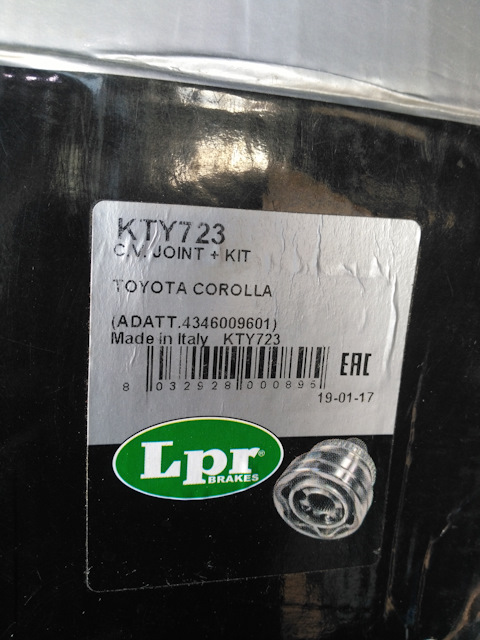 KTY723
C.V. JOINT + KIT
TOYOTA COROLLA
(ADATT.4346009601)
Made in Italy KTY723
8 032928 000895
EAC
19-01-17
Lpr®
BRAKES